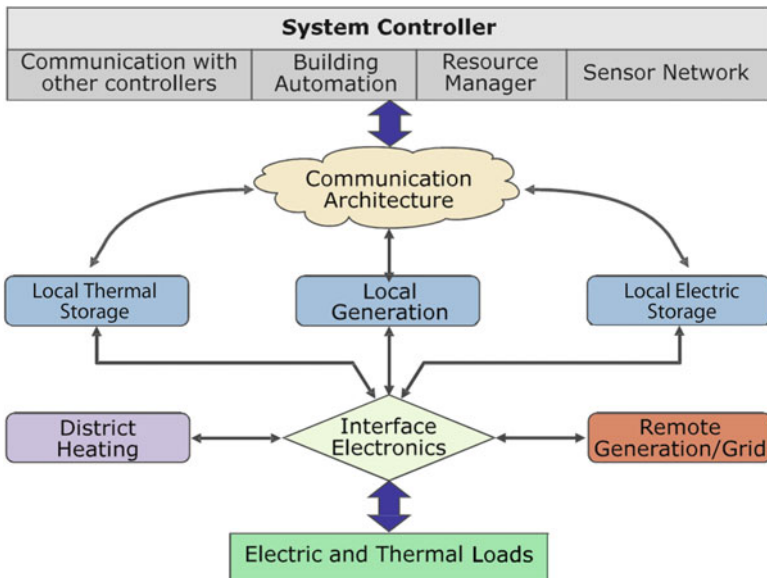 System Controller
Communication with
other controllers
Building
Automation
Resource
Manager
Sensor Network
Communication
Architecture
Local Thermal
Storage
Local
Generation
Local Electric
Storage
District
Heating
Interface
Electronics
Remote
Generation/Grid
Electric and Thermal Loads